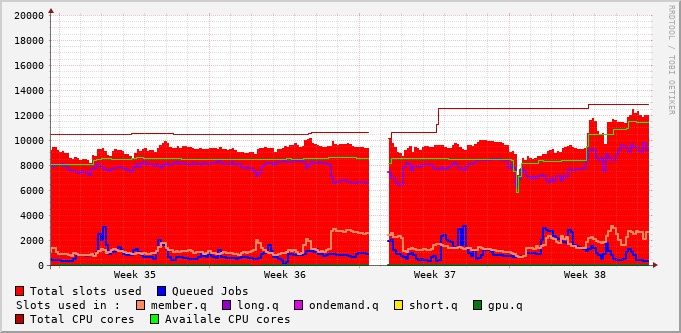 RRDTOOL / TOBI OETIKER
20000
18000
16000
14000
12000
10000
8000
6000
4000
2000
0
Week 35 Week 36 Week 37 Week 38
Total slots used Queued Jobs
Slots used in : member.q long.q ondemand.q short.q gpu.q
Total CPU cores Availale CPU cores